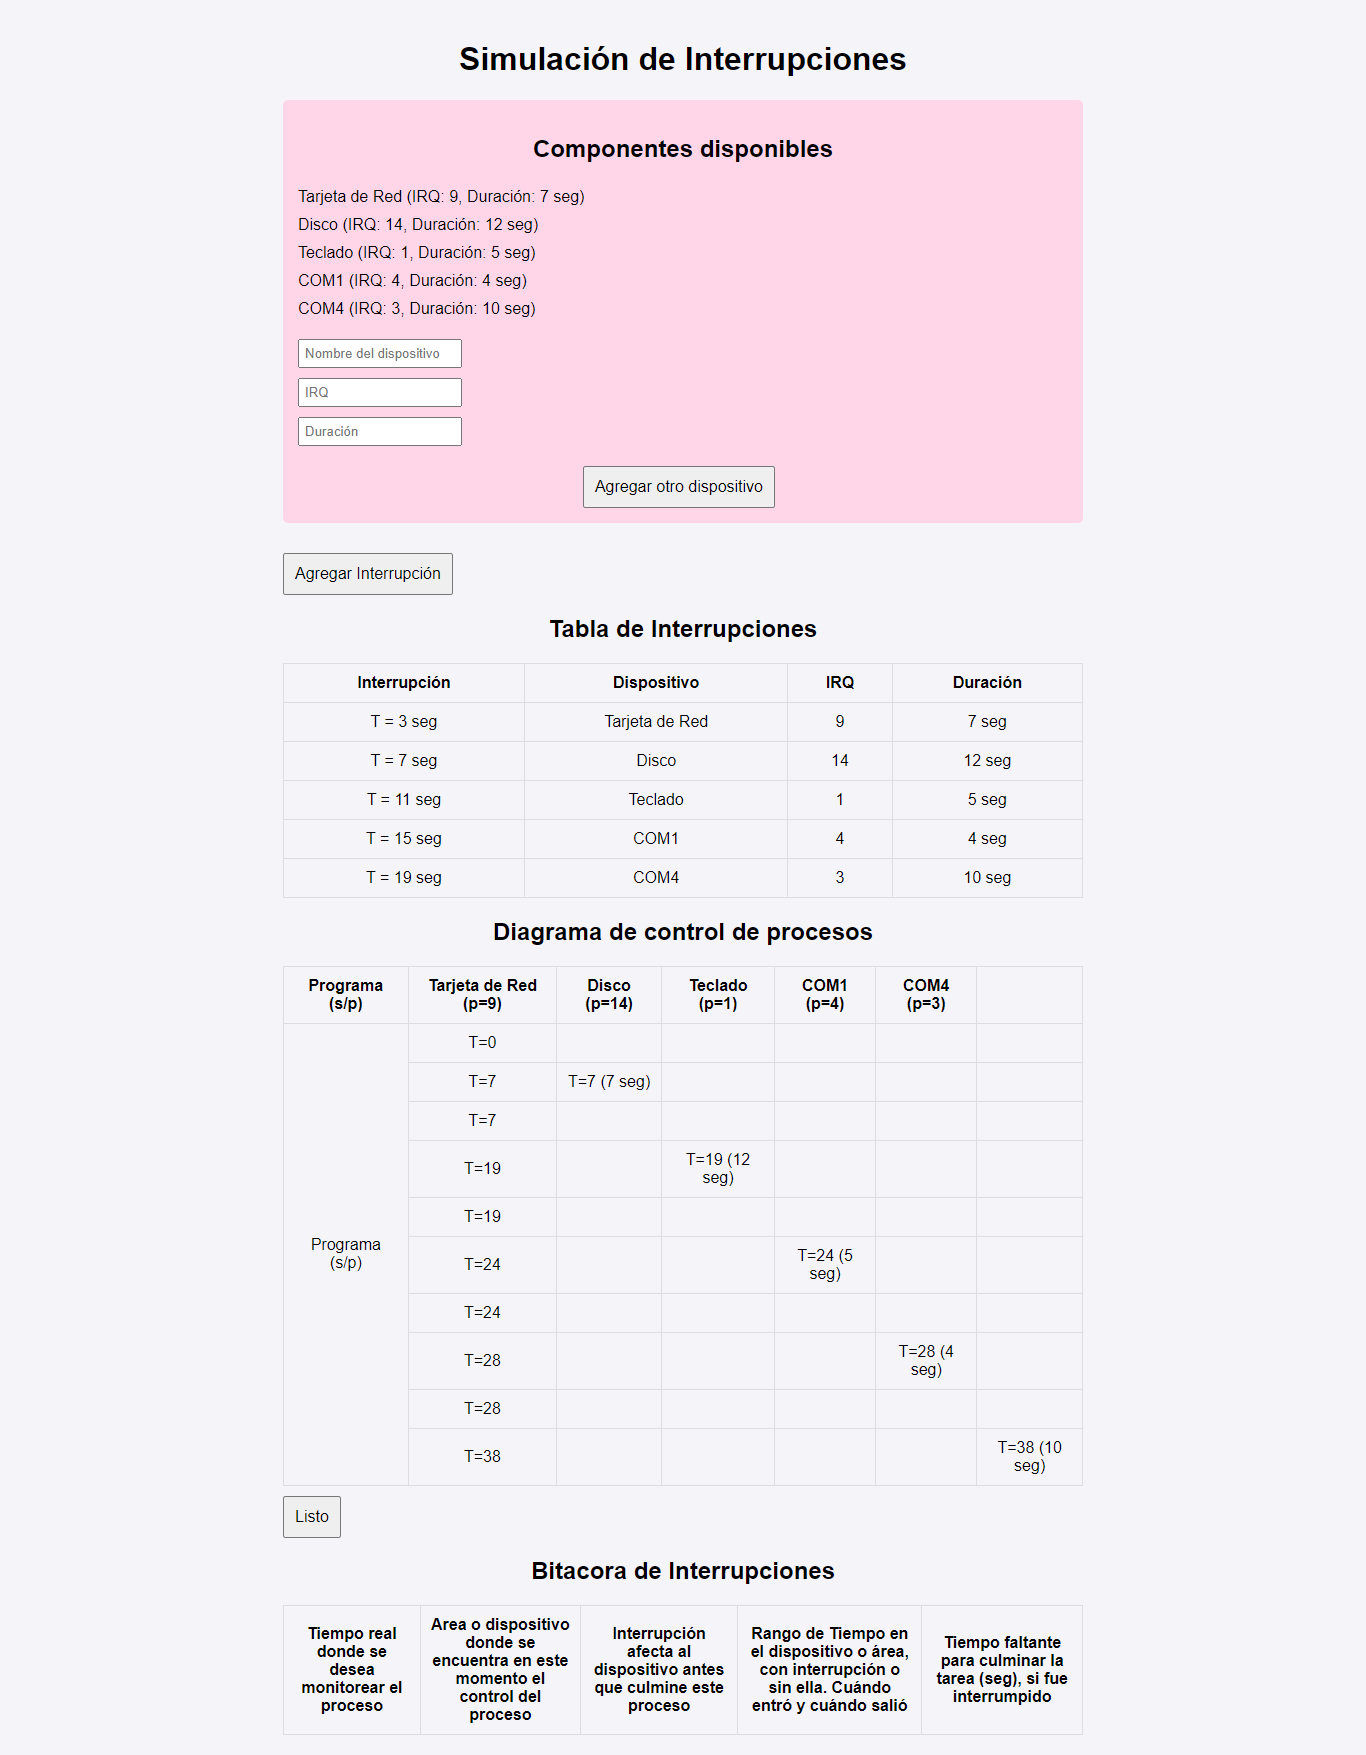 Simulación de Interrupciones
Componentes disponibles
Tarjeta de Red (IRQ: 9, Duración: 7 seg)
Disco (IRQ: 14, Duración: 12 seg)
Teclado (IRQ: 1, Duración: 5 seg)
COM1 (IRQ: 4, Duración: 4 seg)
COM4 (IRQ: 3, Duración: 10 seg)
Nombre del dispositivo
IRQ
Duración
Agregar otro dispositivo
Agregar Interrupción
Tabla de Interrupciones
Interrupción Dispositivo IRQ Duración
T = 3 seg Tarjeta de Red 9 7 seg
T = 7 seg Disco 14 12 seg
T = 11 seg Teclado 1 5 seg
T = 15 seg COM1 4 4 seg
T = 19 seg COM4 3 10 seg
Diagrama de control de procesos
Programa (s/p) Tarjeta de Red (p=9) Disco (p=14) Teclado (p=1) COM1 (p=4) COM4 (p=3)
Programa (s/p)
T=0
T=7 T=7 (7 seg)
T=7
T=19 T=19 (12 seg)
T=19
T=24 T=24 (5 seg)
T=24
T=28 T=28 (4 seg)
T=28
T=38 T=38 (10 seg)
Listo
Bitacora de Interrupciones
Tiempo real donde se desea monitorear el proceso
Area o dispositivo donde se encuentra en este momento el control del proceso
Interrupción afecta al dispositivo antes que culmine este proceso
Rango de Tiempo en el dispositivo o área, con interrupción o sin ella. Cuándo entró y cuándo salió
Tiempo faltante para culminar la tarea (seg), si fue interrumpido